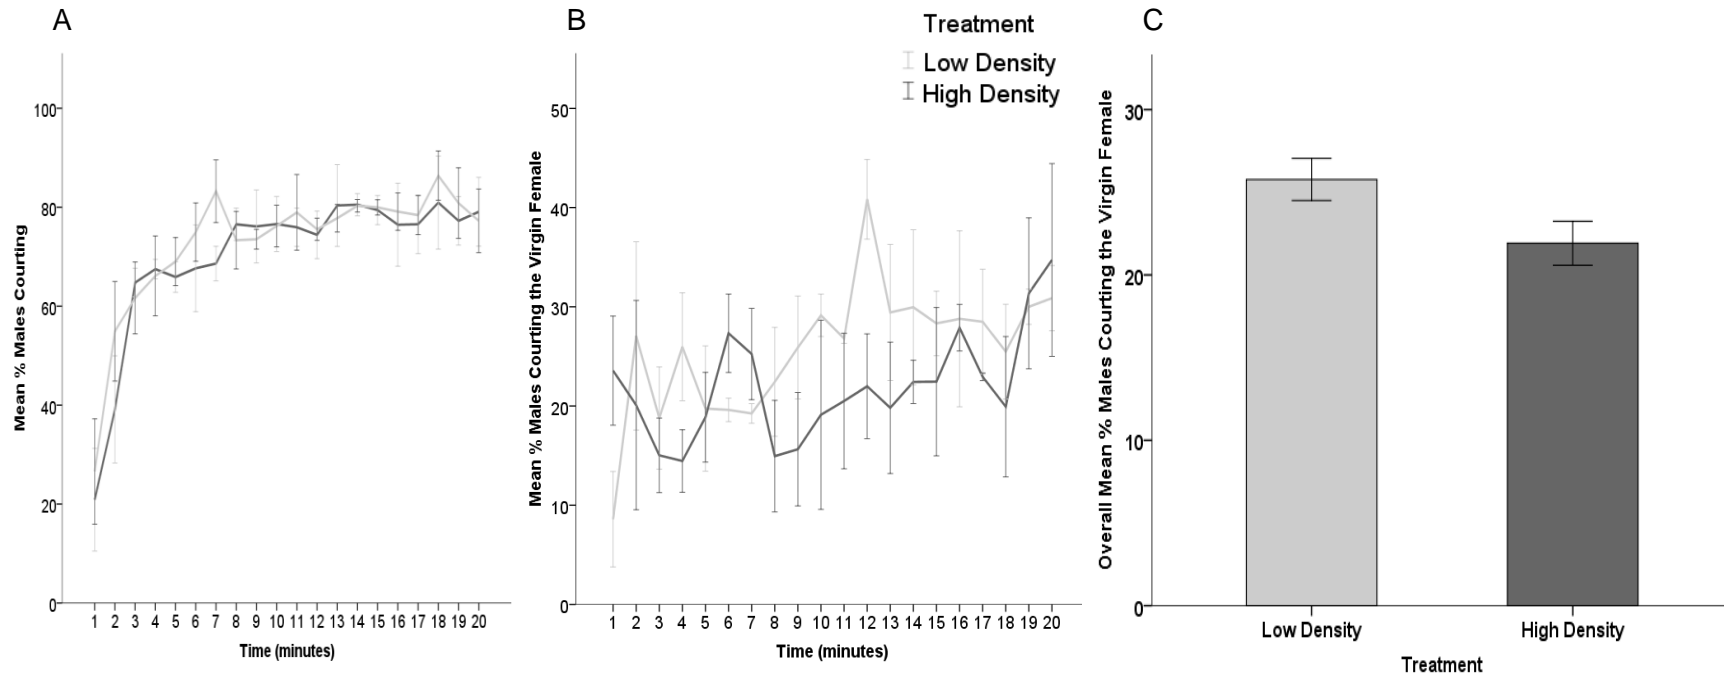 A
Mean % Males Courting
100
80
60
40
20
0
1 2 3 4 5 6 7 8 9 10 11 12 13 14 15 16 17 18 19 20
Time (minutes)
B
Treatment
Low Density
High Density
Mean % Males Courting the Virgin Female
50
40
30
20
10
0
1 2 3 4 5 6 7 8 9 10 11 12 13 14 15 16 17 18 19 20
Time (minutes)
C
Overall Mean % Males Courting the Virgin Female
30
20
10
0
Low Density High Density
Treatment